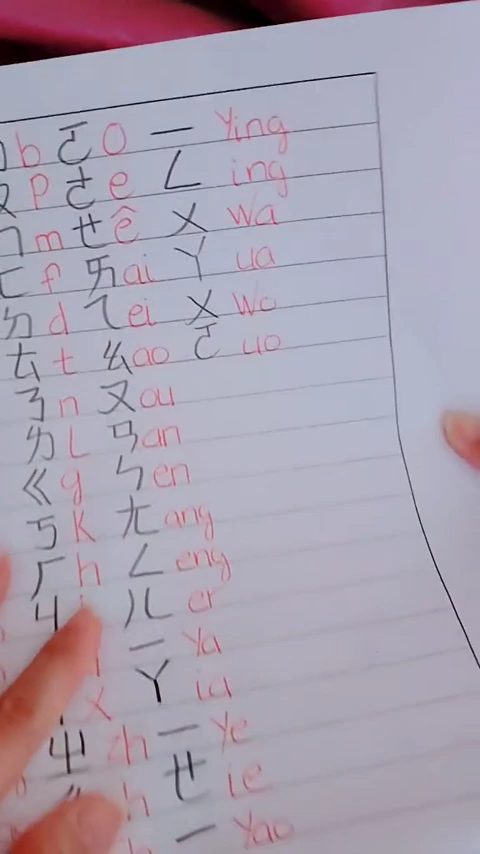 b ㄛ o 一 Ying
ㄆ p ㄜ e ㄥ ing
ㄇ m ㄝ ê ㄨ wa
ㄈ f ㄞ ai ㄚ ua
ㄉ d ㄟ ei ㄨ Wo
ㄊ t ㄠ ao ㄛ uo
ㄋ n ㄡ ou
ㄌ L ㄢ an
ㄍ g ㄣ en
ㄎ k ㄤ ang
ㄏ h ㄥ eng
ㄐ ㄦ er
一 Ya
x ㄚ ia
ㄓ zh 一 Ye
h ㄝ ie
一 Yao